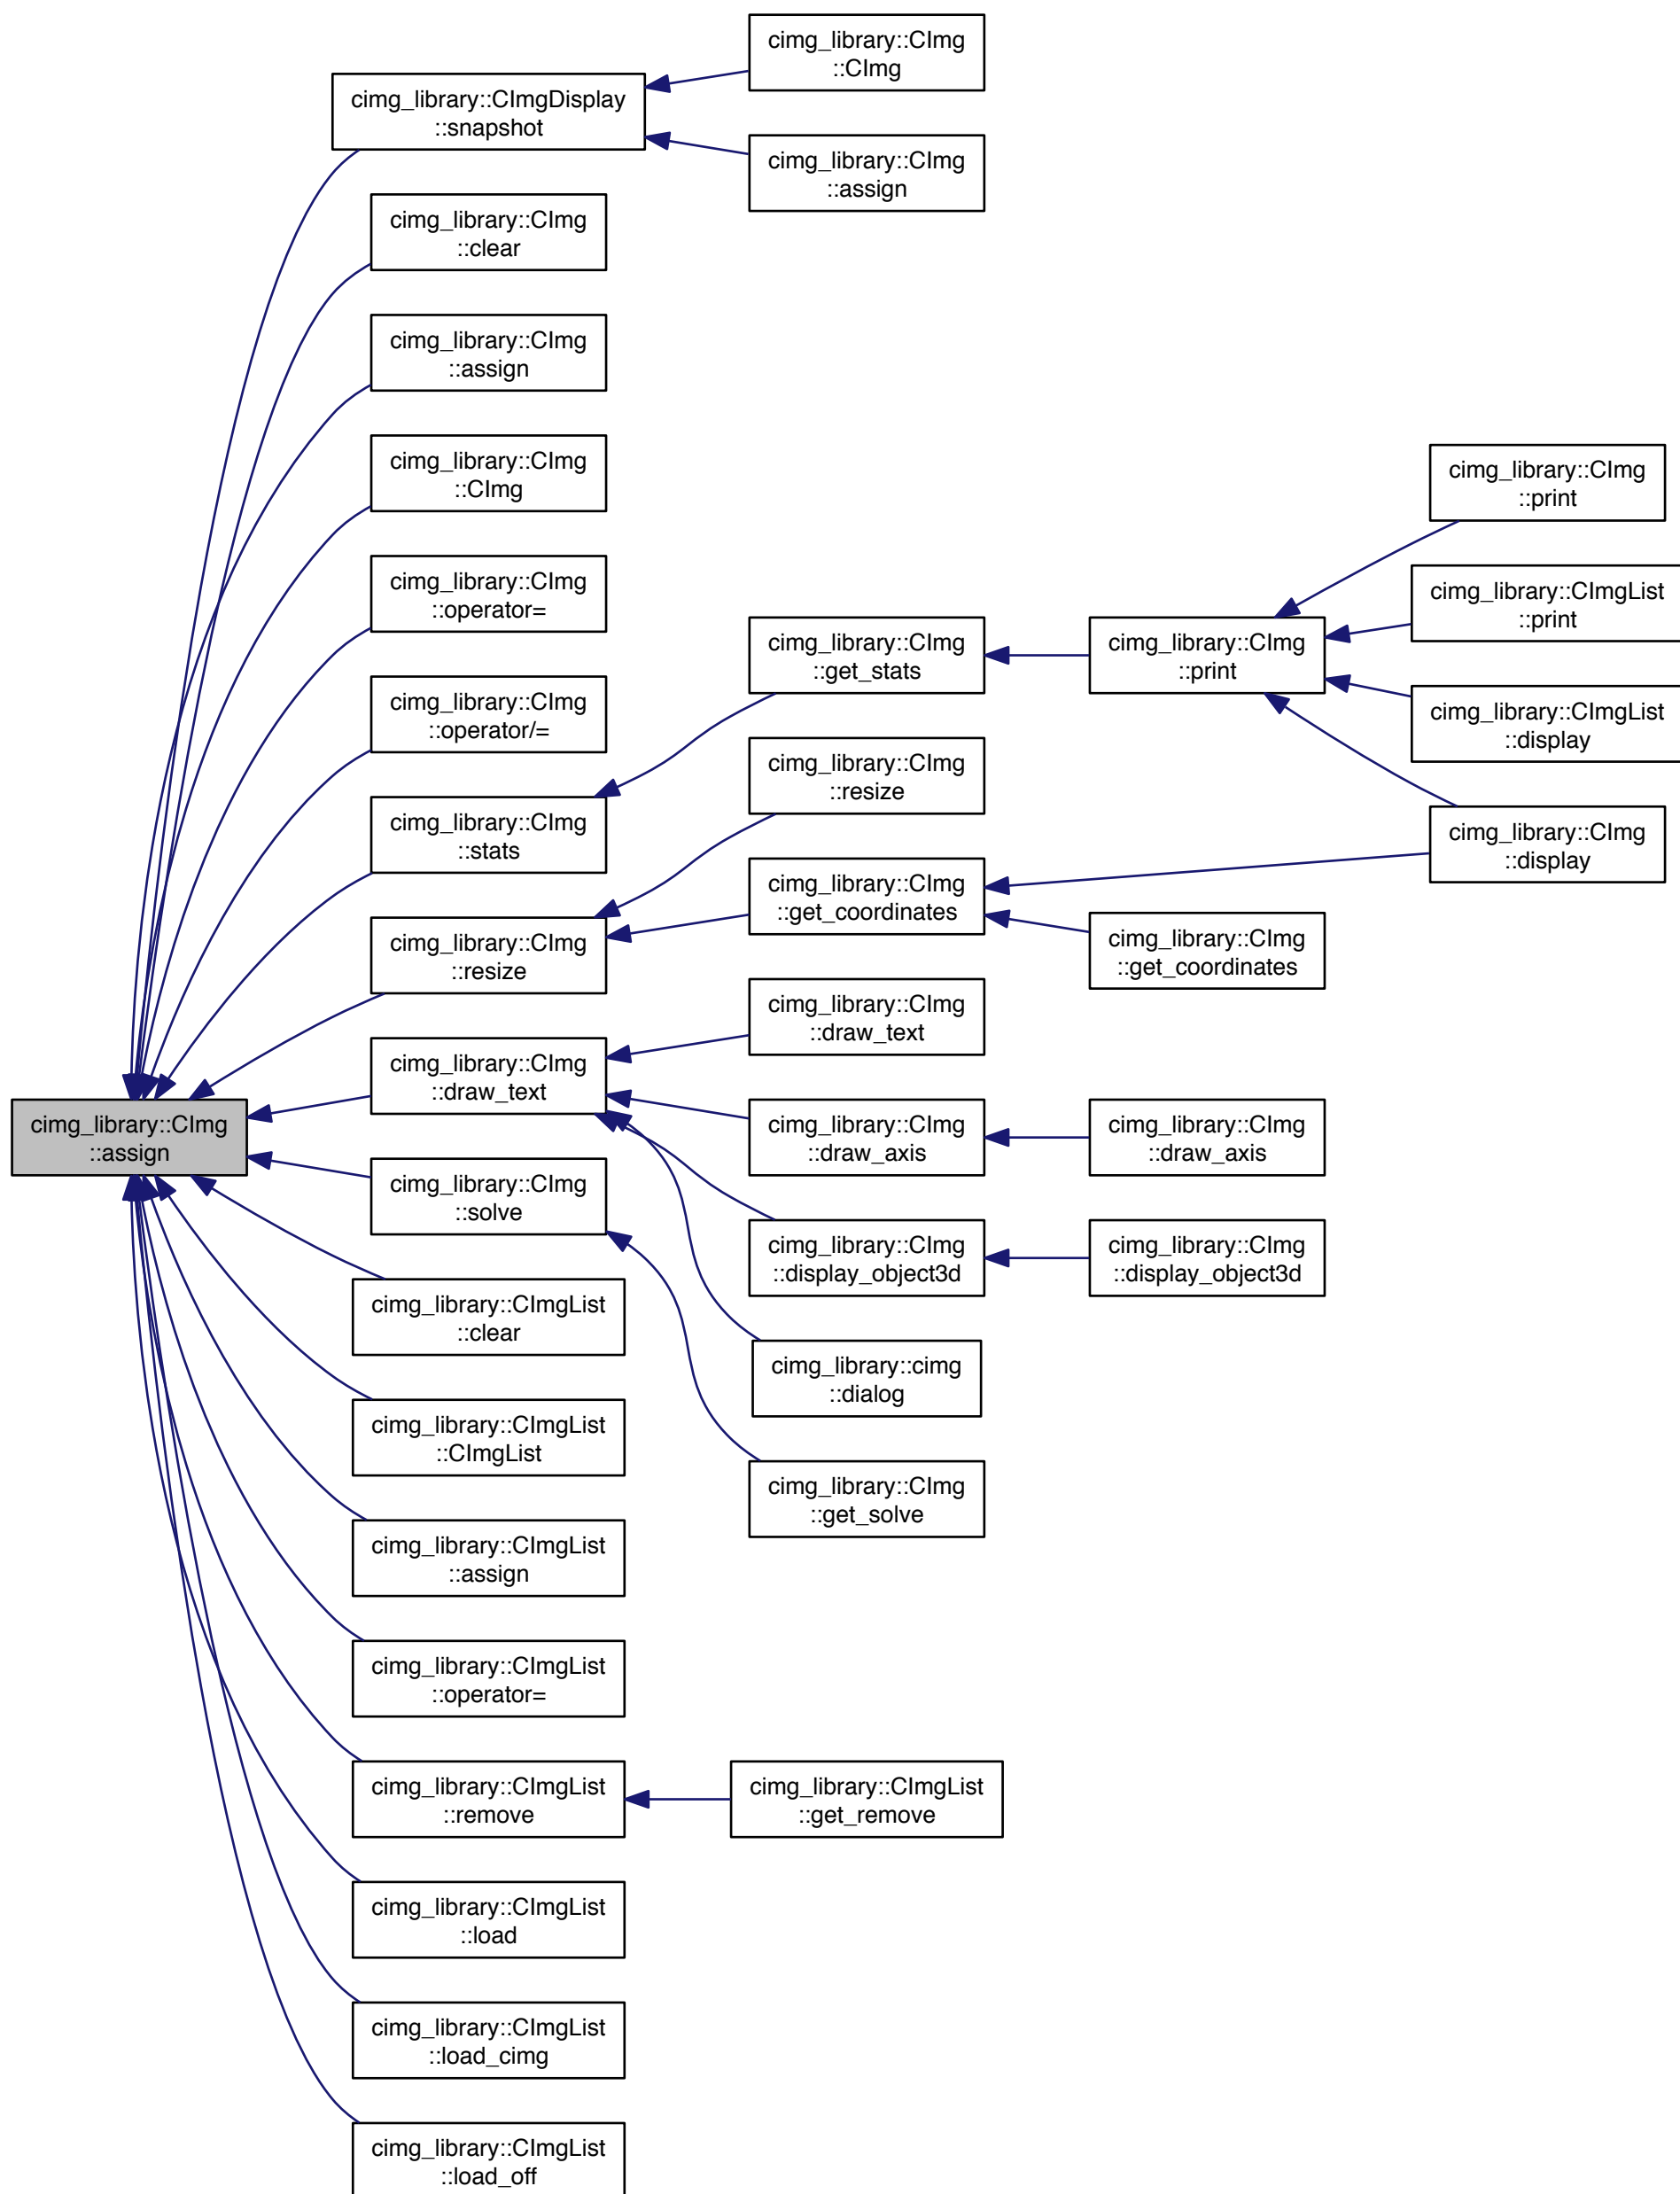 cimg_library::CImg
::CImg
cimg_library::CImgDisplay
::snapshot
cimg_library::CImg
::assign
cimg_library::CImg
::clear
cimg_library::CImg
::assign
cimg_library::CImg
::CImg
cimg_library::CImg
::print
cimg_library::CImg
::operator=
cimg_library::CImgList
::print
cimg_library::CImg
::get_stats
cimg_library::CImg
::print
cimg_library::CImg
::operator/=
cimg_library::CImgList
::display
cimg_library::CImg
::resize
cimg_library::CImg
::stats
cimg_library::CImg
::display
cimg_library::CImg
::get_coordinates
cimg_library::CImg
::resize
cimg_library::CImg
::get_coordinates
cimg_library::CImg
::draw_text
cimg_library::CImg
::draw_text
cimg_library::CImg
::assign
cimg_library::CImg
::draw_axis
cimg_library::CImg
::draw_axis
cimg_library::CImg
::solve
cimg_library::CImg
::display_object3d
cimg_library::CImg
::display_object3d
cimg_library::CImgList
::clear
cimg_library::cimg
::dialog
cimg_library::CImgList
::CImgList
cimg_library::CImg
::get_solve
cimg_library::CImgList
::assign
cimg_library::CImgList
::operator=
cimg_library::CImgList
::remove
cimg_library::CImgList
::get_remove
cimg_library::CImgList
::load
cimg_library::CImgList
::load_cimg
cimg_library::CImgList
::load_off